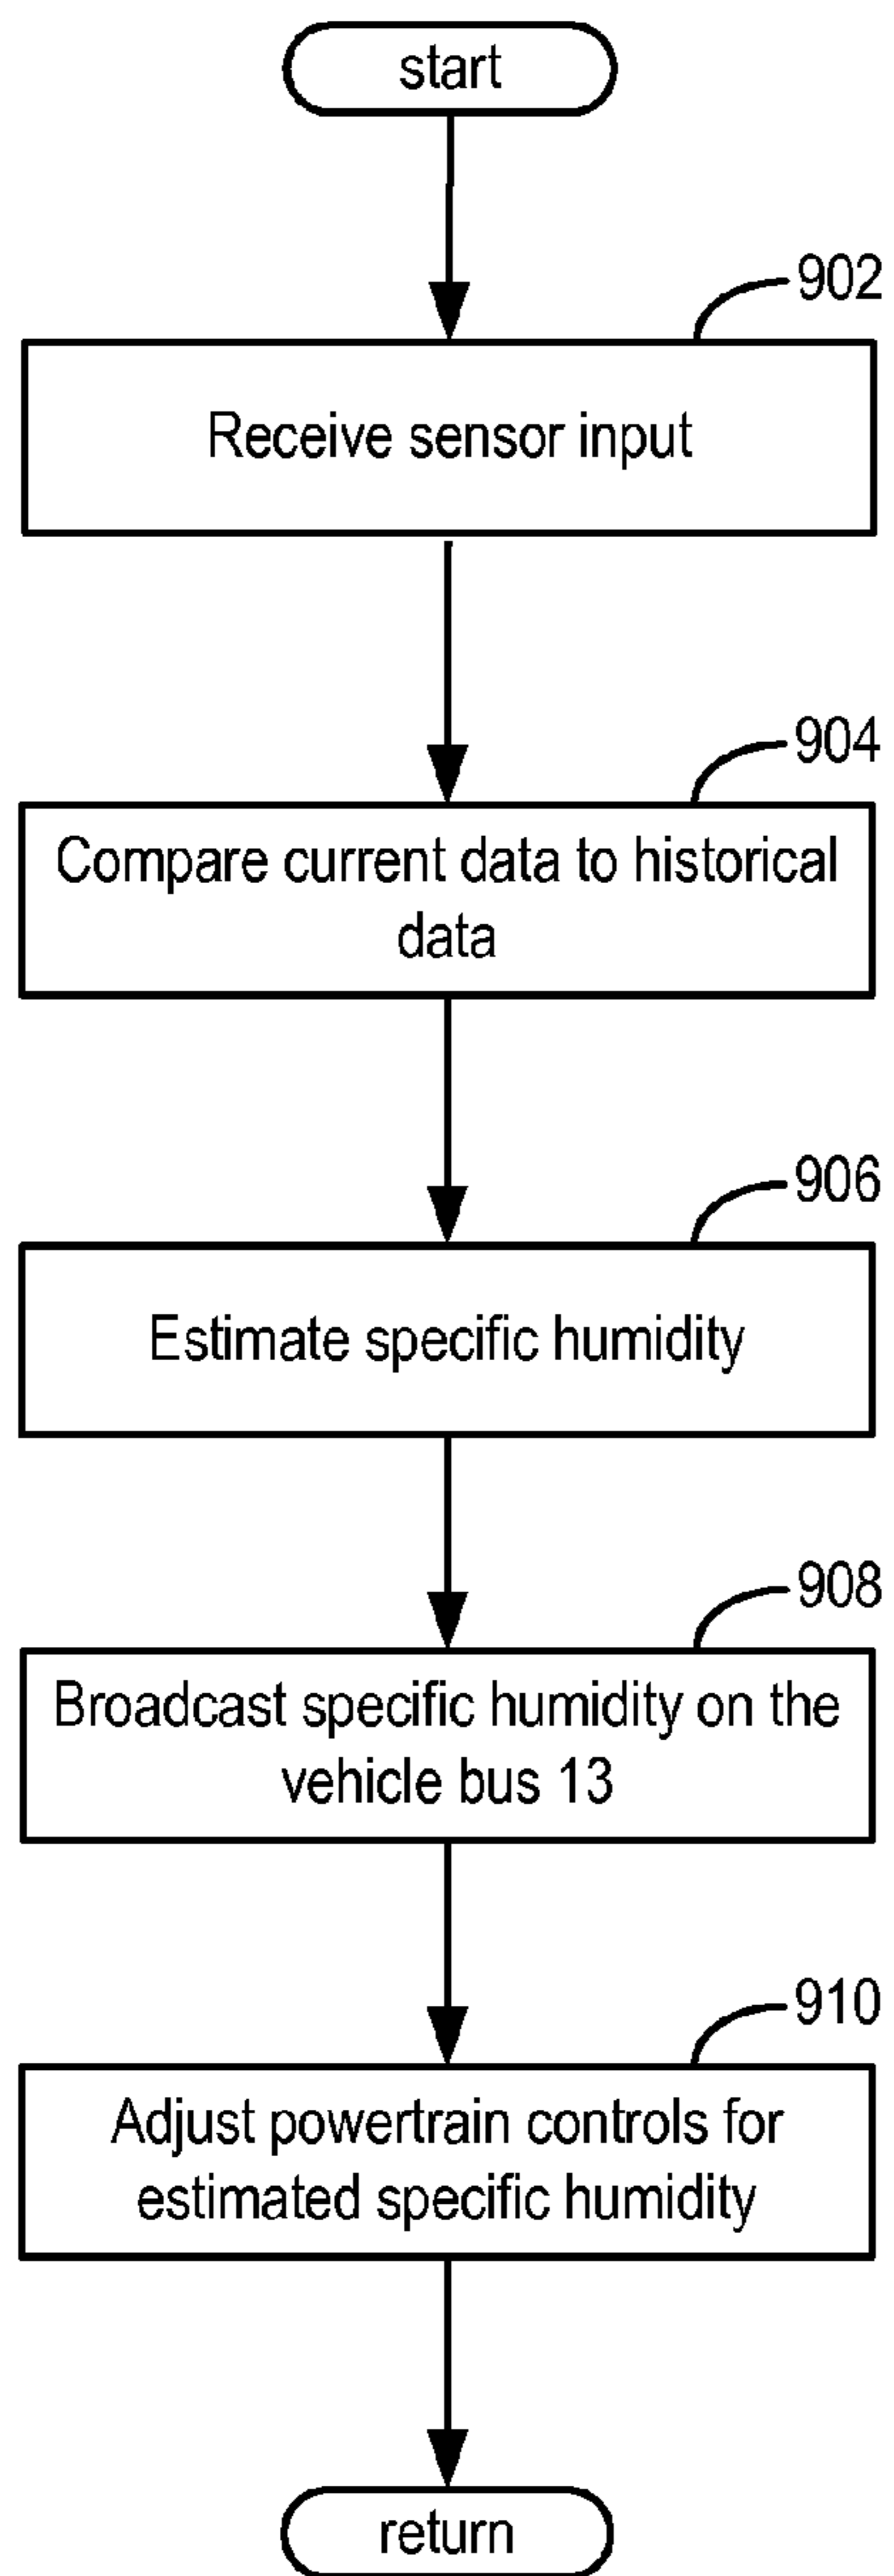 start
902
Receive sensor input
904
Compare current data to historical
data
906
Estimate specific humidity
908
Broadcast specific humidity on the
vehicle bus 13
910
Adjust powertrain controls for
estimated specific humidity
return